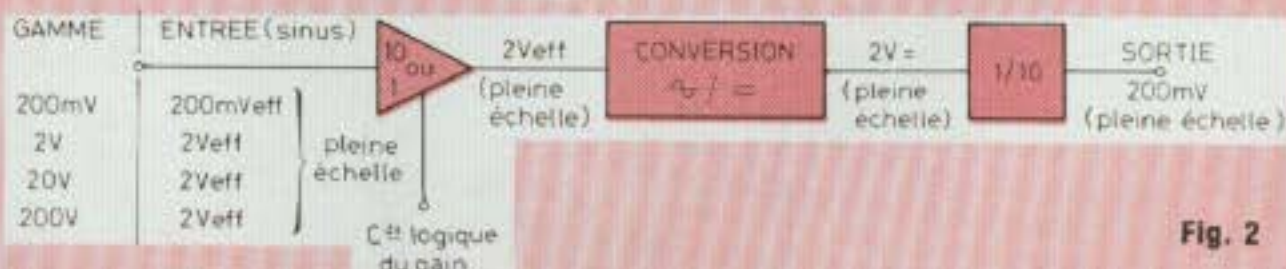 GAMME
ENTREE (sinus)
200mV 200mVeff
2V 2Veff
20V 2Veff
200V 2Veff
pleine
échelle
10
ou
1
Cde logique
du gain
2Veff
(pleine
échelle)
CONVERSION
∿/=
2V=
(pleine
échelle)
1/10
SORTIE
200mV
(pleine échelle)
Fig. 2